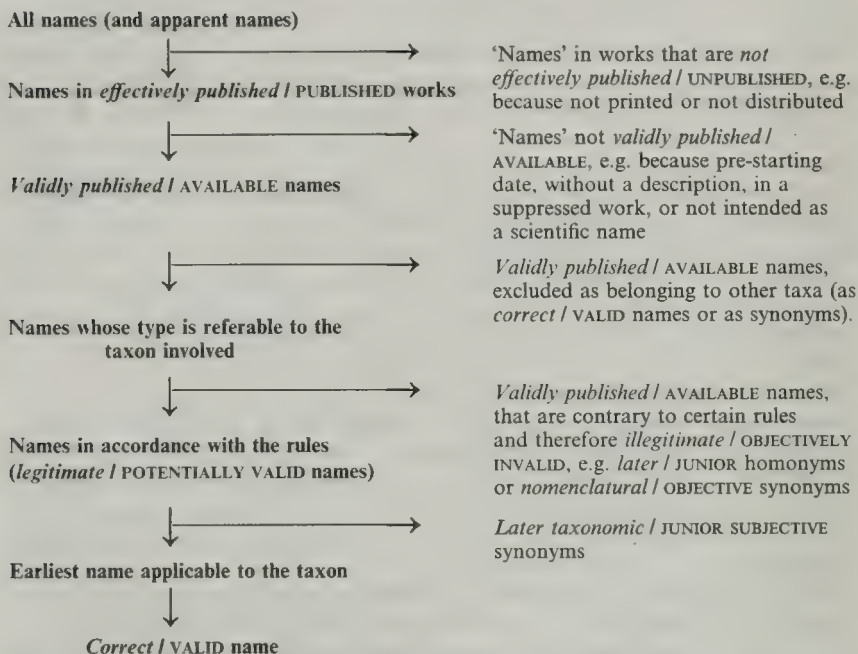 All names (and apparent names)
'Names' in works that are not
effectively published / UNPUBLISHED, e.g.
because not printed or not distributed
Names in effectively published / PUBLISHED works
'Names' not validly published /
AVAILABLE, e.g. because pre-starting
date, without a description, in a
suppressed work, or not intended as
a scientific name
Validly published / AVAILABLE names
Validly published / AVAILABLE names,
excluded as belonging to other taxa (as
correct / VALID names or as synonyms).
Names whose type is referable to the
taxon involved
Validly published / AVAILABLE names,
that are contrary to certain rules
and therefore illegitimate / OBJECTIVELY
INVALID, e.g. later / JUNIOR homonyms
or nomenclatural / OBJECTIVE synonyms
Names in accordance with the rules
(legitimate / POTENTIALLY VALID names)
Later taxonomic / JUNIOR SUBJECTIVE
synonyms
Earliest name applicable to the taxon
Correct / VALID name